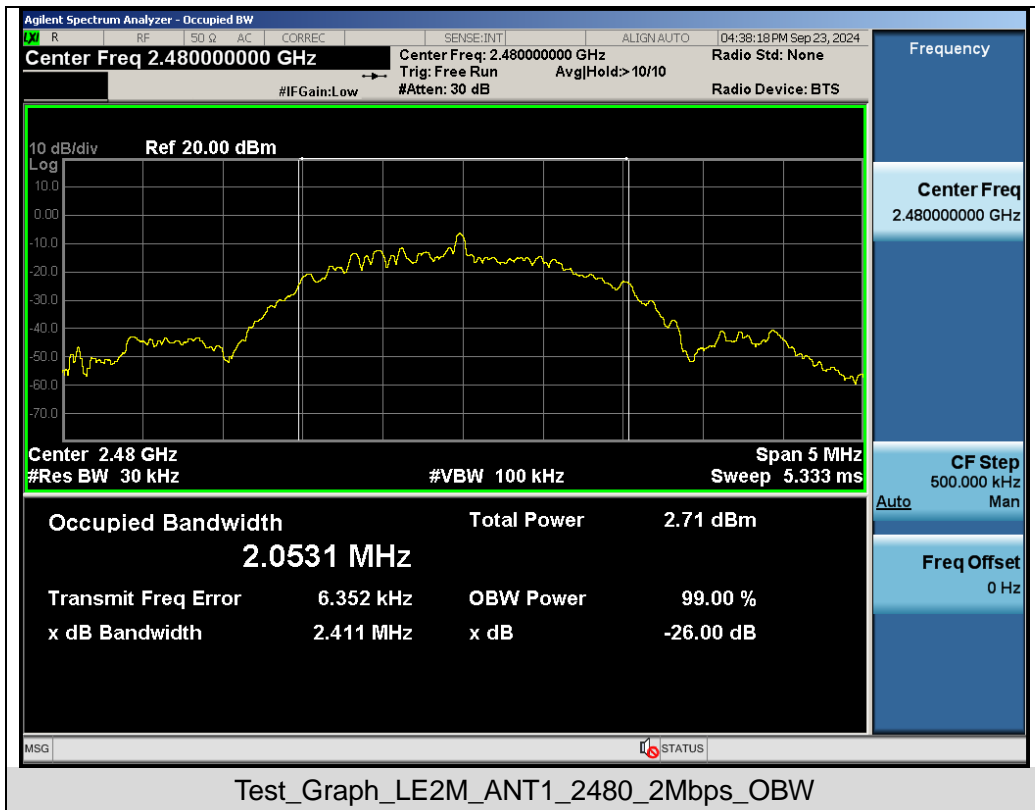 Agilent Spectrum Analyzer - Occupied BW
LXI R RF 50 Ω AC CORREC SENSE:INT ALIGN AUTO 04:38:18 PM Sep 23, 2024
Center Freq 2.480000000 GHz Center Freq: 2.480000000 GHz Radio Std: None
Trig: Free Run Avg|Hold:> 10/10
#IFGain:Low #Atten: 30 dB Radio Device: BTS
Frequency
10 dB/div Ref 20.00 dBm
Log
10.0
0.00
-10.0
-20.0
-30.0
-40.0
-50.0
-60.0
-70.0
Center 2.48 GHz Span 5 MHz
#Res BW 30 kHz #VBW 100 kHz Sweep 5.333 ms
Center Freq
2.480000000 GHz
CF Step
500.000 kHz
Auto Man
Freq Offset
0 Hz
Occupied Bandwidth Total Power 2.71 dBm
2.0531 MHz
Transmit Freq Error 6.352 kHz OBW Power 99.00 %
x dB Bandwidth 2.411 MHz x dB -26.00 dB
MSG STATUS
Test_Graph_LE2M_ANT1_2480_2Mbps_OBW